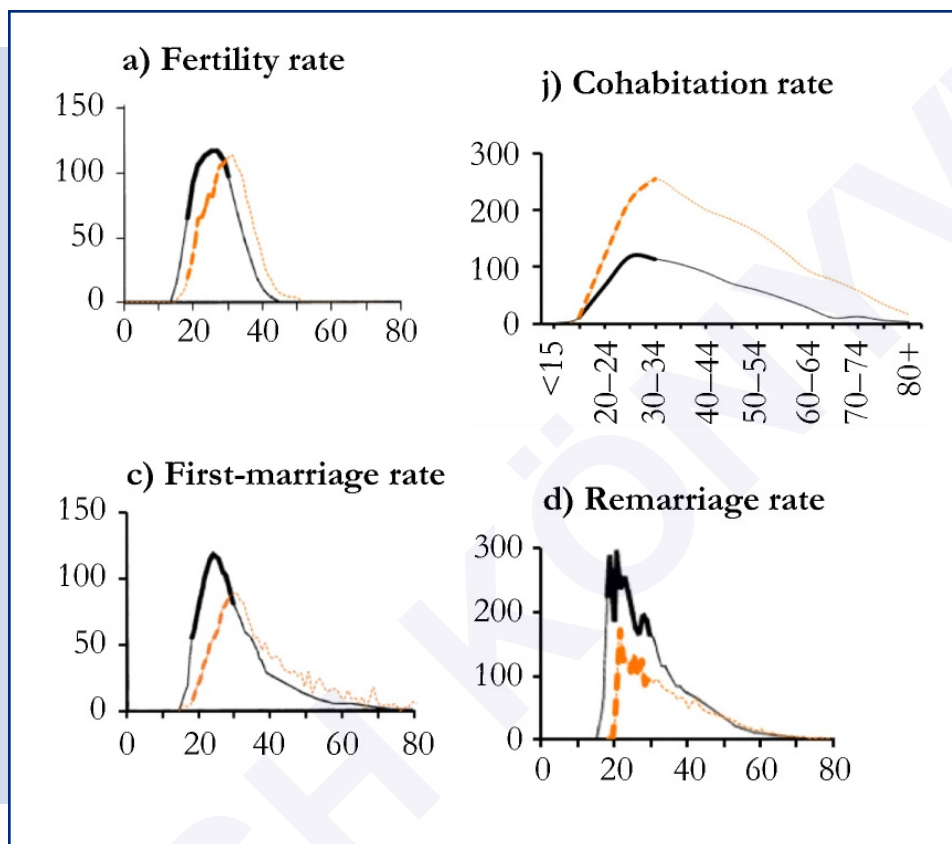 a) Fertility rate
150
100
50
0
0 20 40 60 80
j) Cohabitation rate
300
200
100
0
<15 20–24 30–34 40–44 50–54 60–64 70–74 80+
c) First-marriage rate
150
100
50
0
0 20 40 60 80
d) Remarriage rate
300
200
100
0
0 20 40 60 80